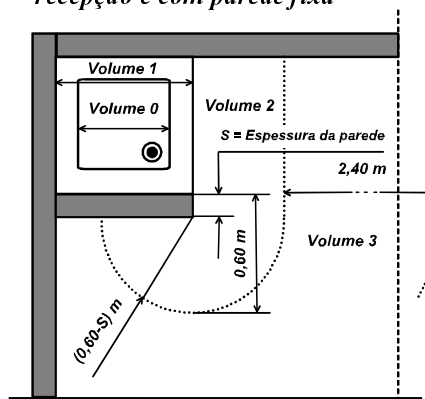 recepção e com parede fixa
Volume 1
Volume 0
Volume 2
S = Espessura da parede
2,40 m
Volume 3
0,60 m
(0,60-S) m